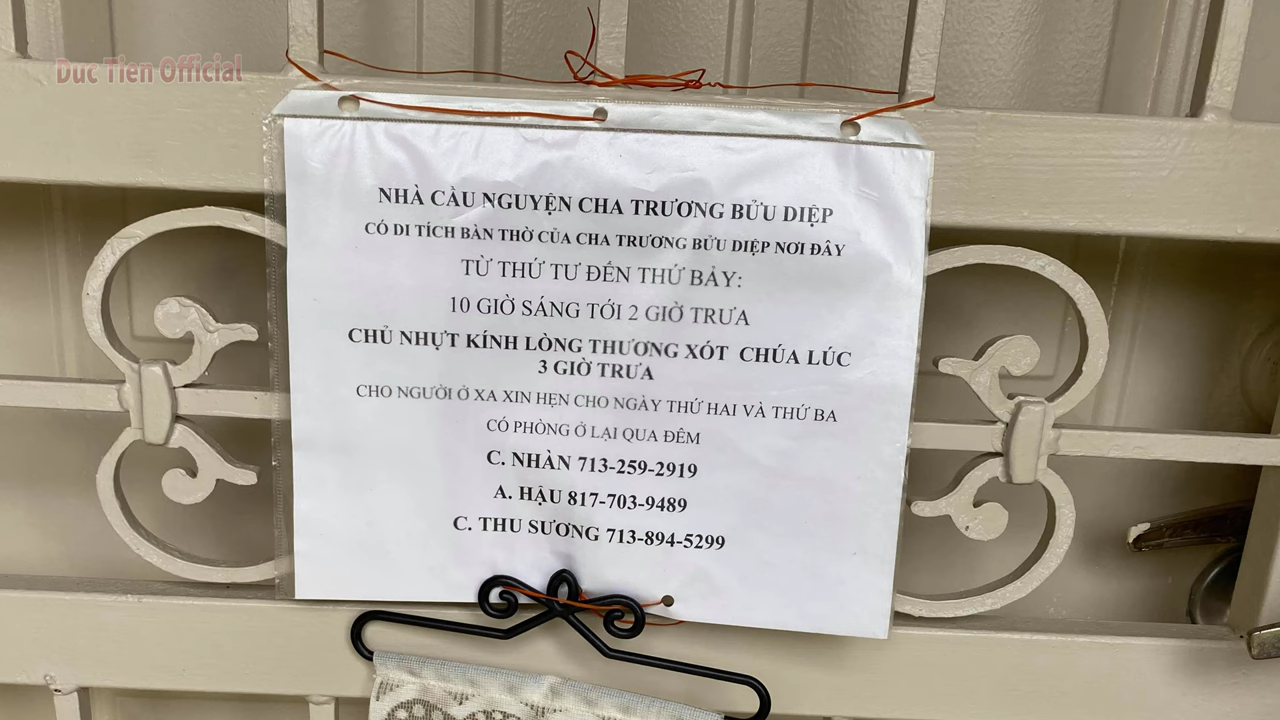 Duc Tien Official
NHÀ CẦU NGUYỆN CHA TRƯƠNG BỬU DIỆP
CÓ DI TÍCH BÀN THỜ CỦA CHA TRƯƠNG BỬU DIỆP NƠI ĐÂY
TỪ THỨ TƯ ĐẾN THỨ BẢY:
10 GIỜ SÁNG TỚI 2 GIỜ TRƯA
CHỦ NHỰT KÍNH LÒNG THƯƠNG XÓT CHÚA LÚC
3 GIỜ TRƯA
CHO NGƯỜI Ở XA XIN HẸN CHO NGÀY THỨ HAI VÀ THỨ BA
CÓ PHÒNG Ở LẠI QUA ĐÊM
C. NHÀN 713-259-2919
A. HẬU 817-703-9489
C. THU SƯƠNG 713-894-5299